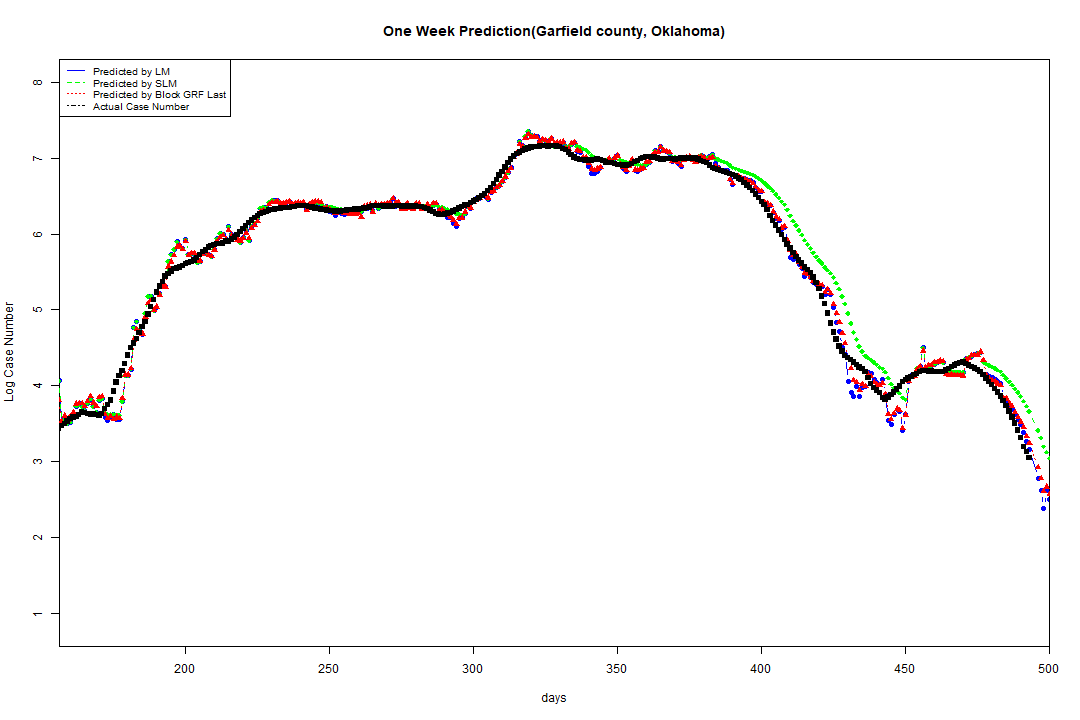 One Week Prediction(Garfield county, Oklahoma)
Predicted by LM
Predicted by SLM
Predicted by Block GRF Last
Actual Case Number
8
7
6
5
4
3
2
1
Log Case Number
200 250 300 350 400 450 500
days